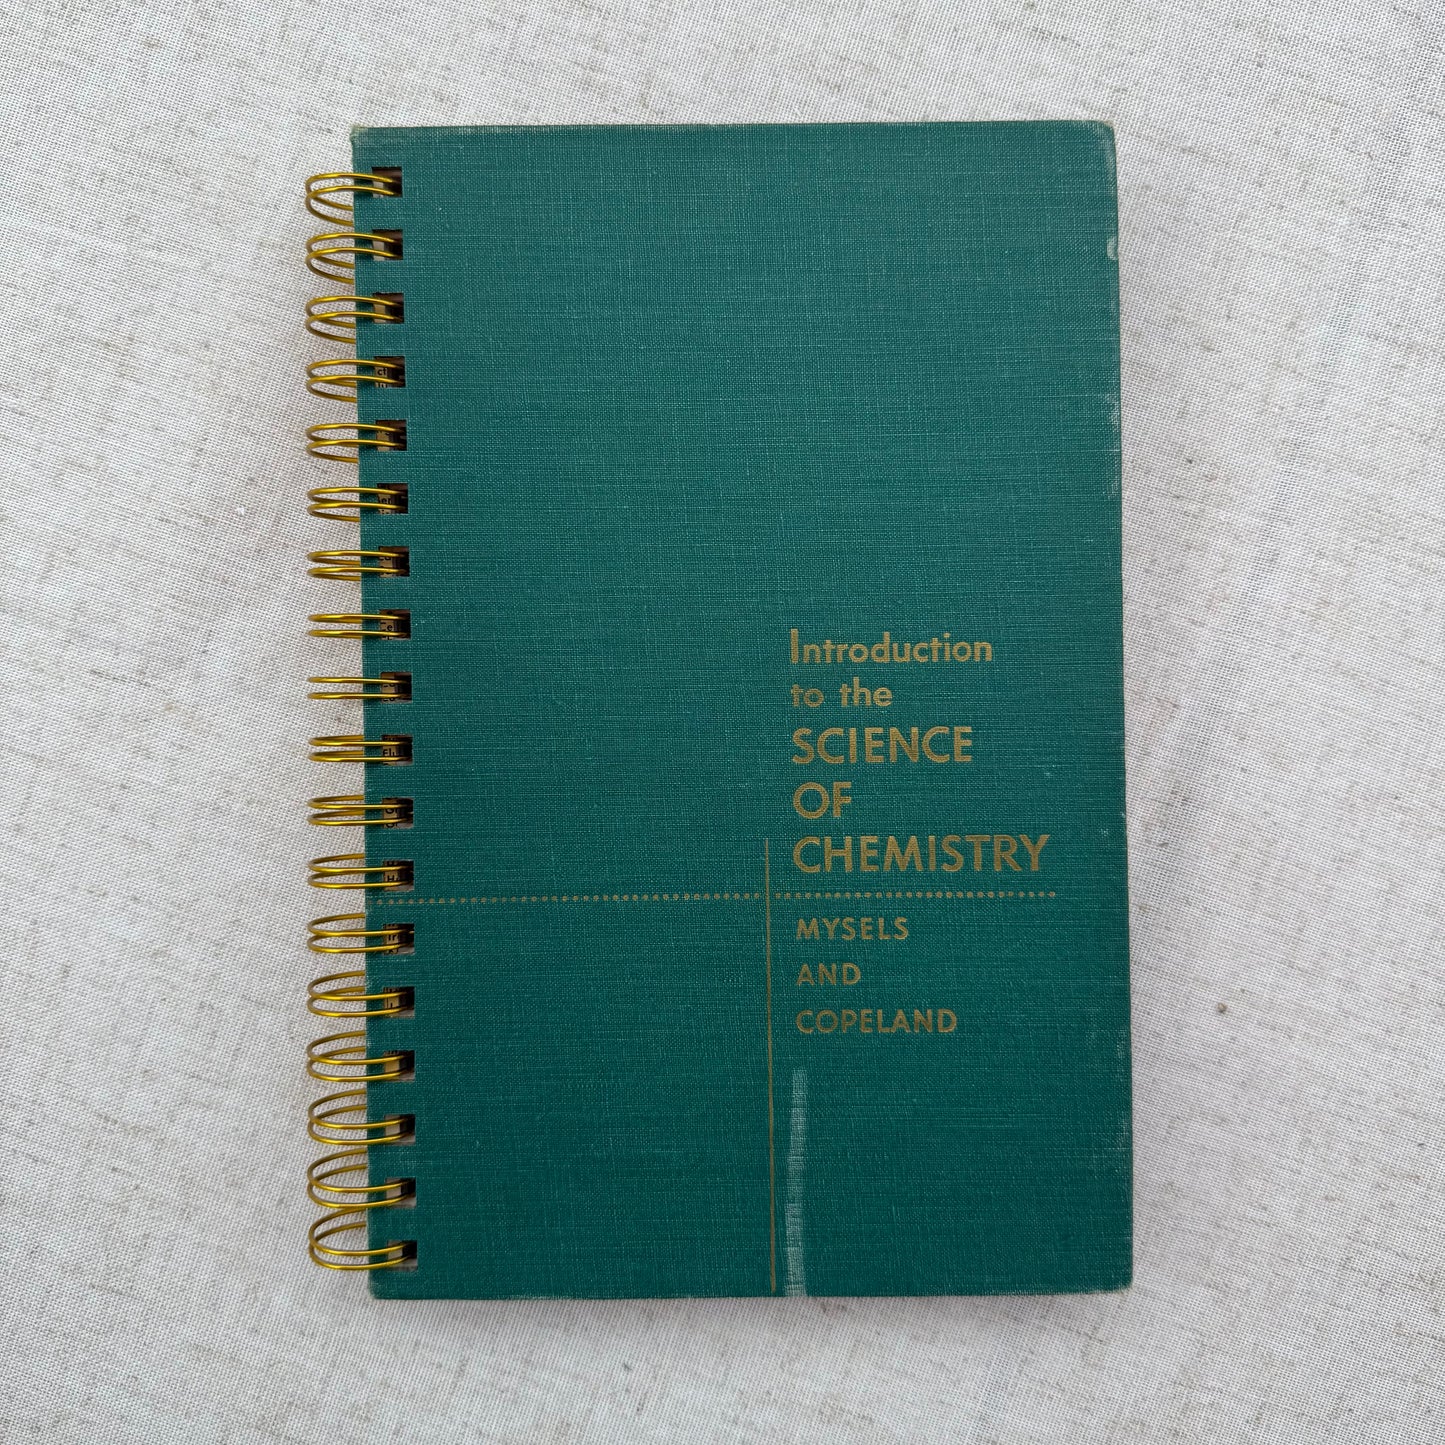 Introduction
to the
SCIENCE
OF
CHEMISTRY
MYSELS
AND
COPELAND